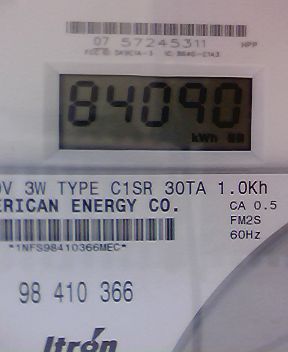 07 57245311 HPP
84090
kWh
V 3W TYPE C1SR 30TA 1.0Kh
ERICAN ENERGY CO.
CA 0.5
FM2S
60Hz
*1NFS98410366MEC*
98 410 366
Itron